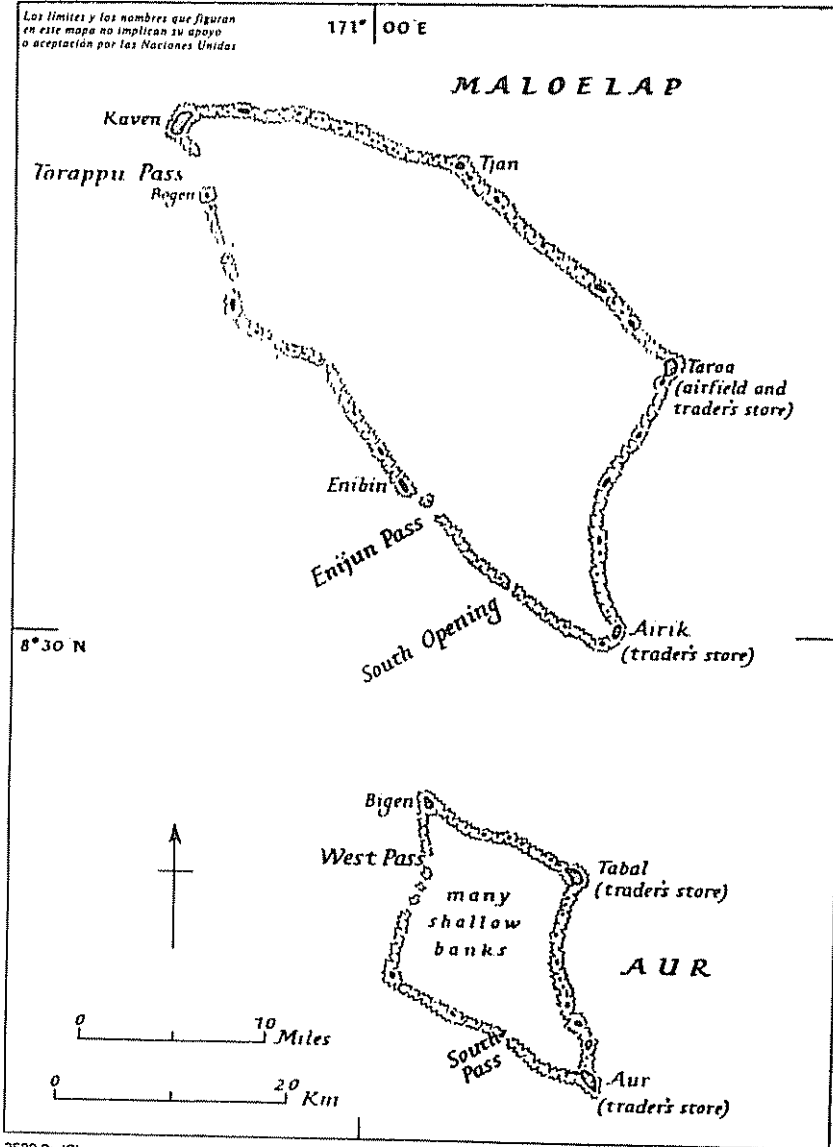 Los límites y los nombres que figuran
en este mapa no implican su apoyo
o aceptación por las Naciones Unidas
171° 00'E
MALOELAP
Kaven
Tjan
Torappu Pass
Bogen
Taroa
(airfield and
trader's store)
Enibin
Enijun Pass
South Opening
8°30'N
Airik
(trader's store)
Bigen
West Pass
Tabal
(trader's store)
many
shallow
banks
AUR
0 10 Miles
South
Pass
0 20 Km
Aur
(trader's store)